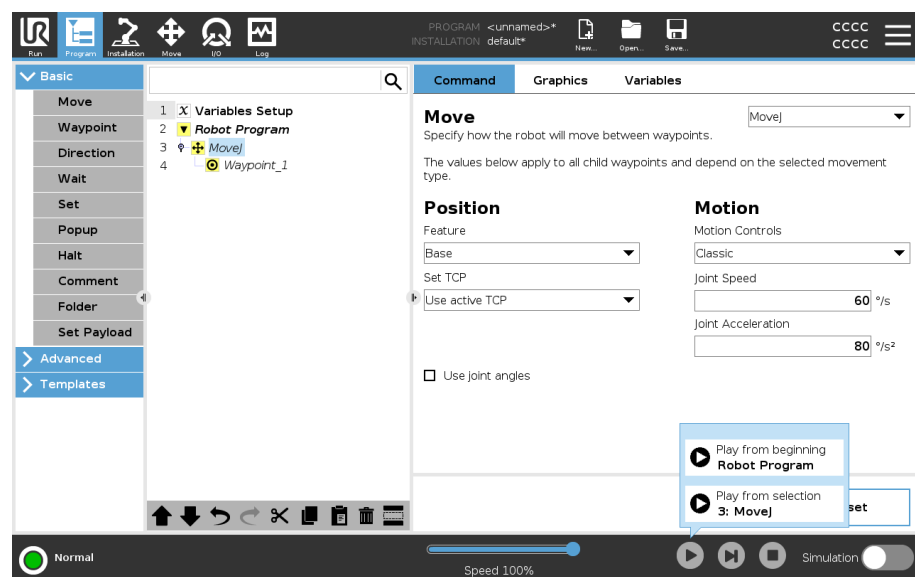 PROGRAM <unnamed>*
INSTALLATION default*
CCCC
CCCC
Run Program Installation Move I/O Log New... Open... Save...
Basic
Move
Waypoint
Direction
Wait
Set
Popup
Halt
Comment
Folder
Set Payload
Advanced
Templates
1 x Variables Setup
2 Robot Program
3 MoveJ
4 Waypoint_1
Command Graphics Variables
Move
MoveJ
Specify how the robot will move between waypoints.
The values below apply to all child waypoints and depend on the selected movement
type.
Position
Feature
Base
Set TCP
Use active TCP
Use joint angles
Motion
Motion Controls
Classic
Joint Speed
60 °/s
Joint Acceleration
80 °/s²
Play from beginning
Robot Program
Play from selection
3: MoveJ
set
Normal
Speed 100%
Simulation